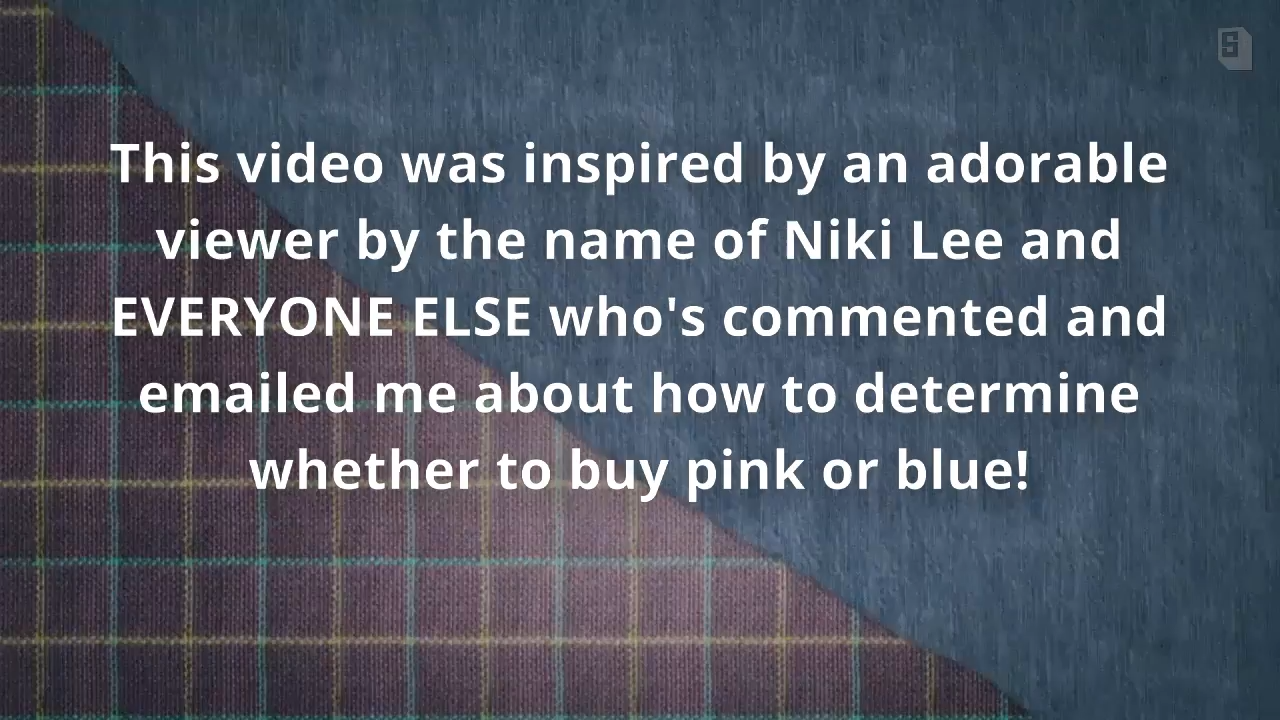 This video was inspired by an adorable
viewer by the name of Niki Lee and
EVERYONE ELSE who's commented and
emailed me about how to determine
whether to buy pink or blue!
S